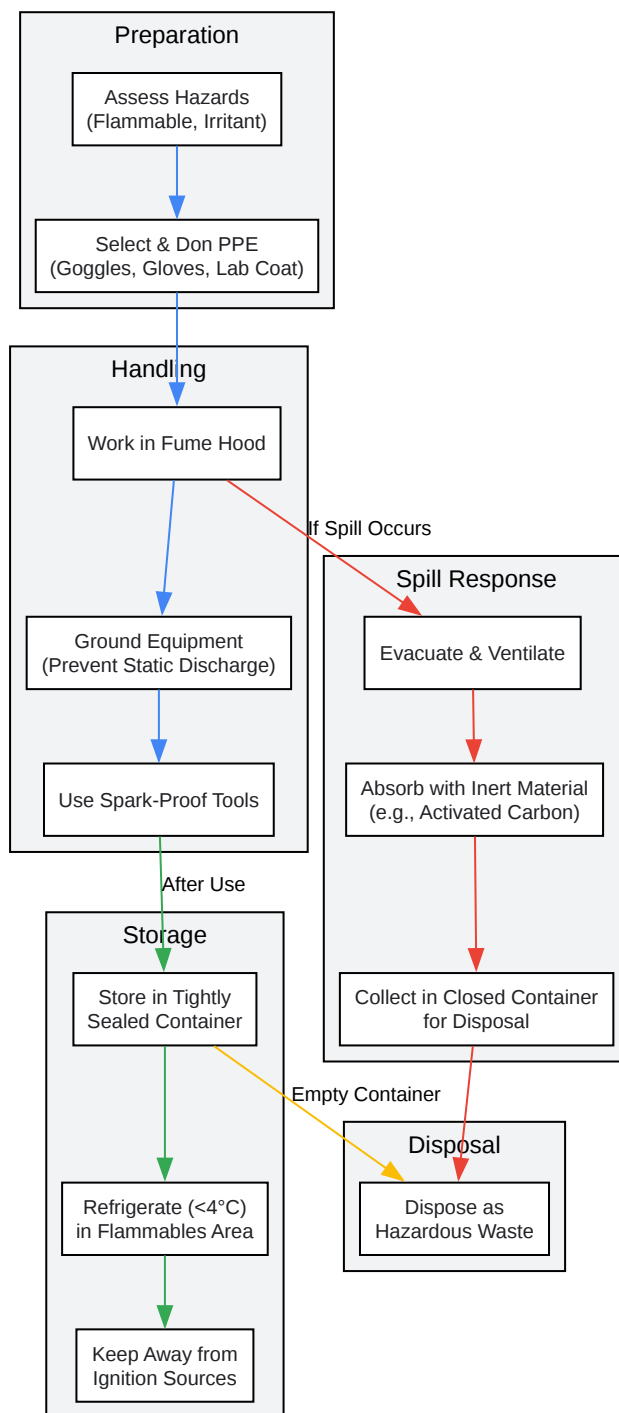 Preparation
Assess Hazards
(Flammable, Irritant)
Select & Don PPE
(Goggles, Gloves, Lab Coat)
Handling
Work in Fume Hood
If Spill Occurs
Ground Equipment
(Prevent Static Discharge)
Use Spark-Proof Tools
Spill Response
Evacuate & Ventilate
Absorb with Inert Material
(e.g., Activated Carbon)
Collect in Closed Container
for Disposal
After Use
Storage
Store in Tightly
Sealed Container
Empty Container
Refrigerate (<4°C)
in Flammables Area
Keep Away from
Ignition Sources
Disposal
Dispose as
Hazardous Waste